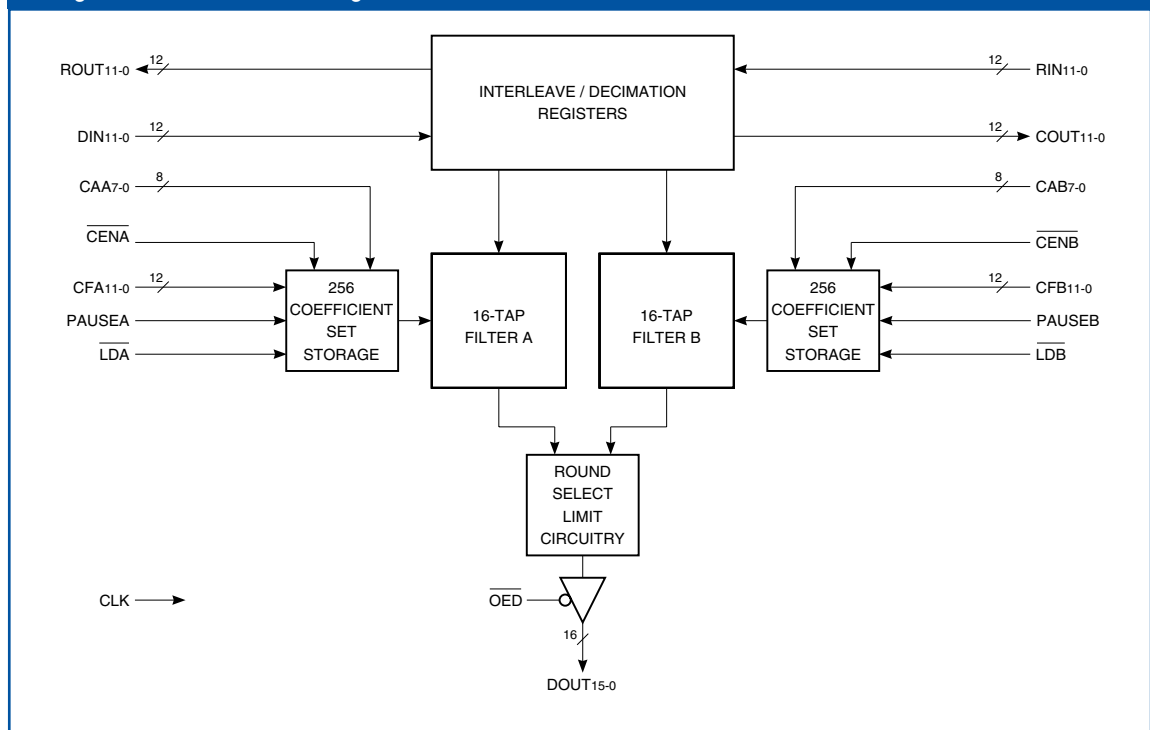 12
ROUT11-0
INTERLEAVE / DECIMATION
REGISTERS
12
RIN11-0
12
DIN11-0
12
COUT11-0
8
CAA7-0
8
CAB7-0
CENA
CENB
12
CFA11-0
PAUSEA
LDA
256
COEFFICIENT
SET
STORAGE
16-TAP
FILTER A
16-TAP
FILTER B
256
COEFFICIENT
SET
STORAGE
12
CFB11-0
PAUSEB
LDB
ROUND
SELECT
LIMIT
CIRCUITRY
CLK
OED
16
DOUT15-0